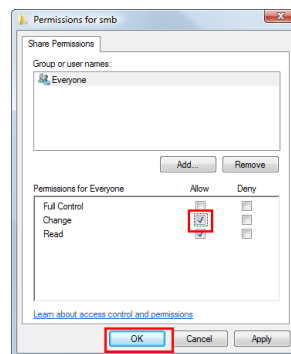 Permissions for smb
Share Permissions
Group or user names:
Everyone
Add... Remove
Permissions for Everyone Allow Deny
Full Control
Change
Read
Learn about access control and permissions
OK Cancel Apply